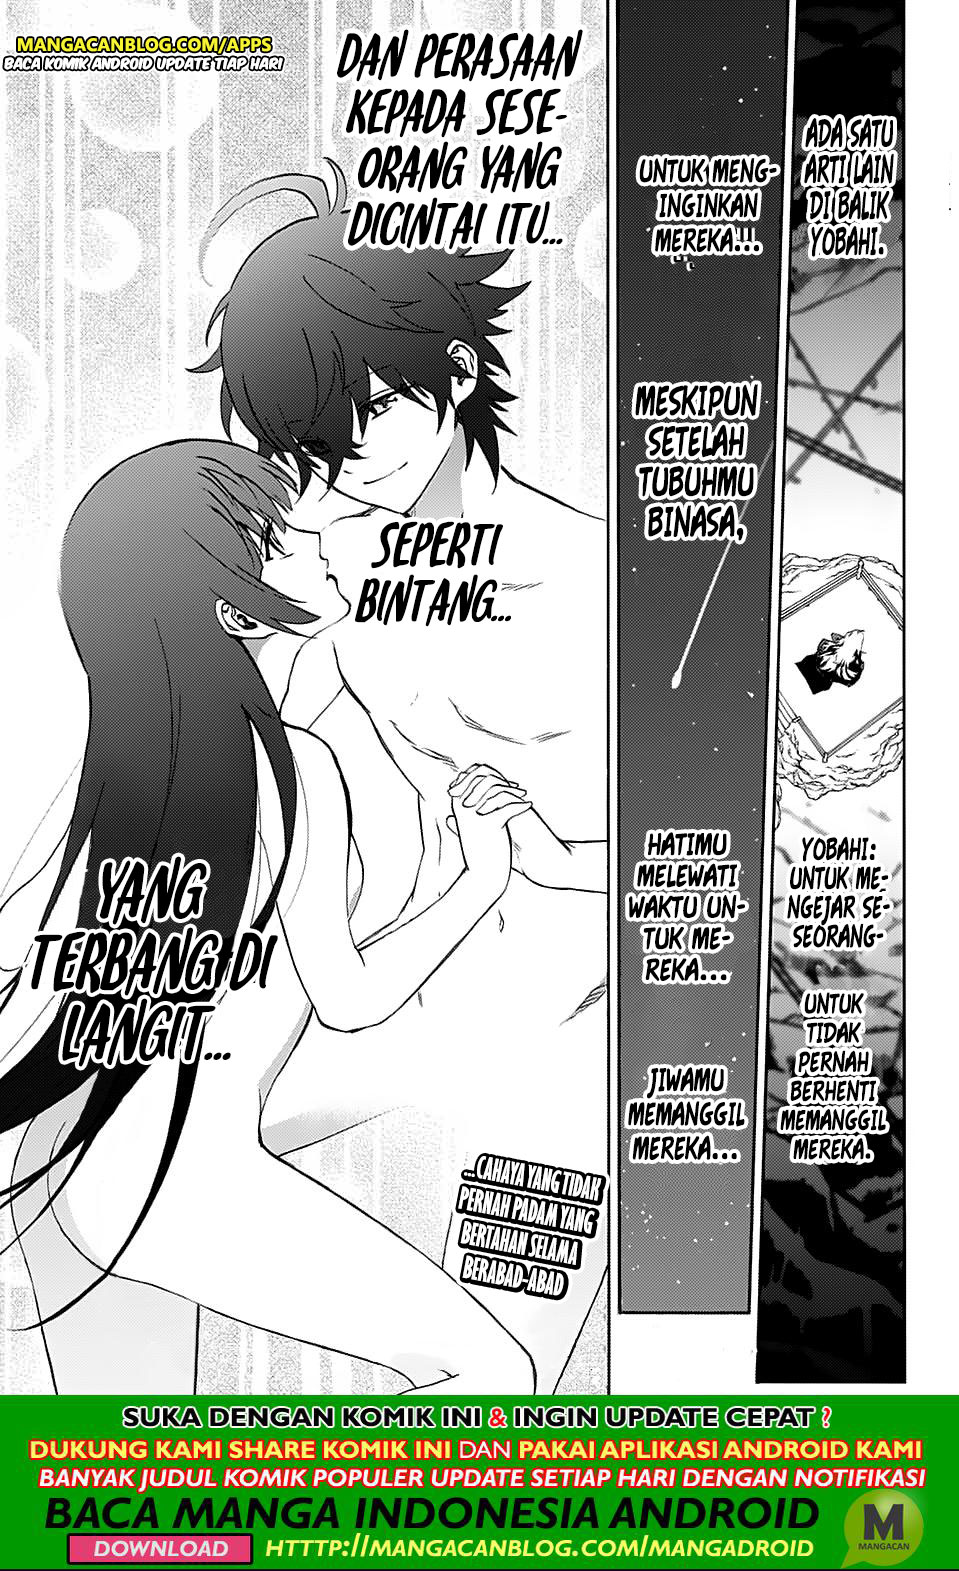 MANGACANBLOG.COM/APPS
BACA KOMIK ANDROID UPDATE TIAP HARI
ADA SATU
ARTI LAIN
DI BALIK
YOBAHI.
YOBAHI:
UNTUK ME-
NGEJAR SE-
SEORANG-
UNTUK
TIDAK
PERNAH
BERHENTI
MEMANGGIL
MEREKA.
UNTUK MENG-
INGINKAN
MEREKA...
MESKIPUN
SETELAH
TUBUHMU
BINASA,
HATIMU
MELEWATI
WAKTU UN-
TUK ME-
REKA...
JIWAMU
MEMANGGIL
MEREKA...
DAN PERASAAN
KEPADA SESE-
ORANG YANG
DICINTAI ITU...
SEPERTI
BINTANG...
YANG
TERBANG DI
LANGIT...
...CAHAYA YANG TIDAK
PERNAH PADAM YANG
BERTAHAN SELAMA
BERABAD-ABAD
SUKA DENGAN KOMIK INI & INGIN UPDATE CEPAT ?
DUKUNG KAMI SHARE KOMIK INI DAN PAKAI APLIKASI ANDROID KAMI
BANYAK JUDUL KOMIK POPULER UPDATE SETIAP HARI DENGAN NOTIFIKASI
BACA MANGA INDONESIA ANDROID
DOWNLOAD HTTTP://MANGACANBLOG.COM/MANGADROID
M
MANGACAN